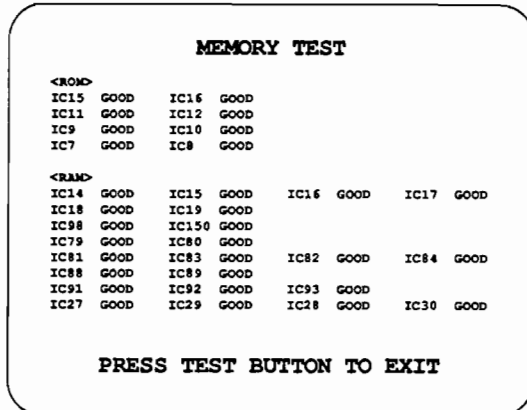 MEMORY TEST
<ROM>
IC15 GOOD IC16 GOOD
IC11 GOOD IC12 GOOD
IC9 GOOD IC10 GOOD
IC7 GOOD IC8 GOOD
<RAM>
IC14 GOOD IC15 GOOD IC16 GOOD IC17 GOOD
IC18 GOOD IC19 GOOD
IC98 GOOD IC150 GOOD
IC79 GOOD IC80 GOOD
IC81 GOOD IC83 GOOD IC82 GOOD IC84 GOOD
IC88 GOOD IC89 GOOD
IC91 GOOD IC92 GOOD IC93 GOOD
IC27 GOOD IC29 GOOD IC28 GOOD IC30 GOOD
PRESS TEST BUTTON TO EXIT